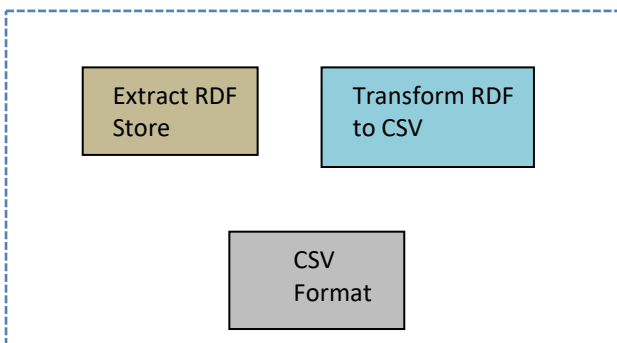 Extract RDF
Store
Transform RDF
to CSV
CSV
Format